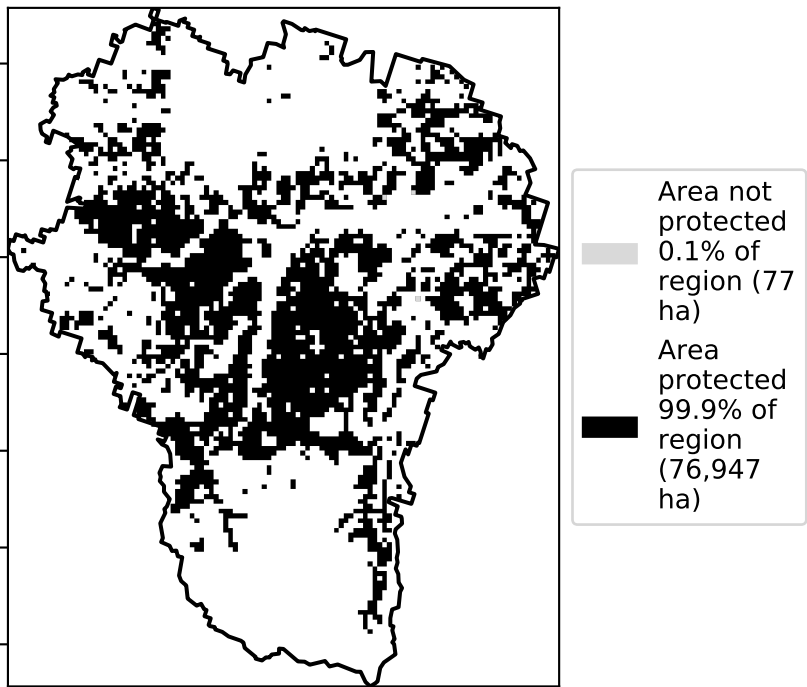 Area not
protected
0.1% of
region (77
ha)
Area
protected
99.9% of
region
(76,947
ha)